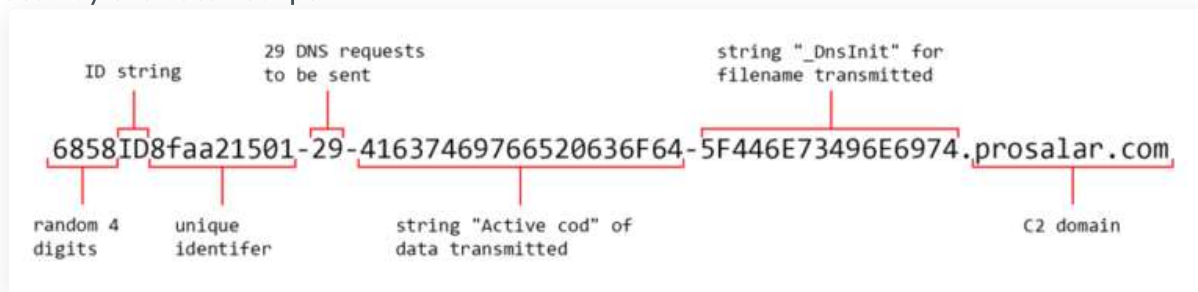 29 DNS requests
to be sent
string "_DnsInit" for
filename transmitted
ID string
6858ID8faa21501-29-41637469766520636F64-5F446E73496E6974.prosalar.com
random 4
digits
unique
identifer
string "Active cod" of
data transmitted
C2 domain